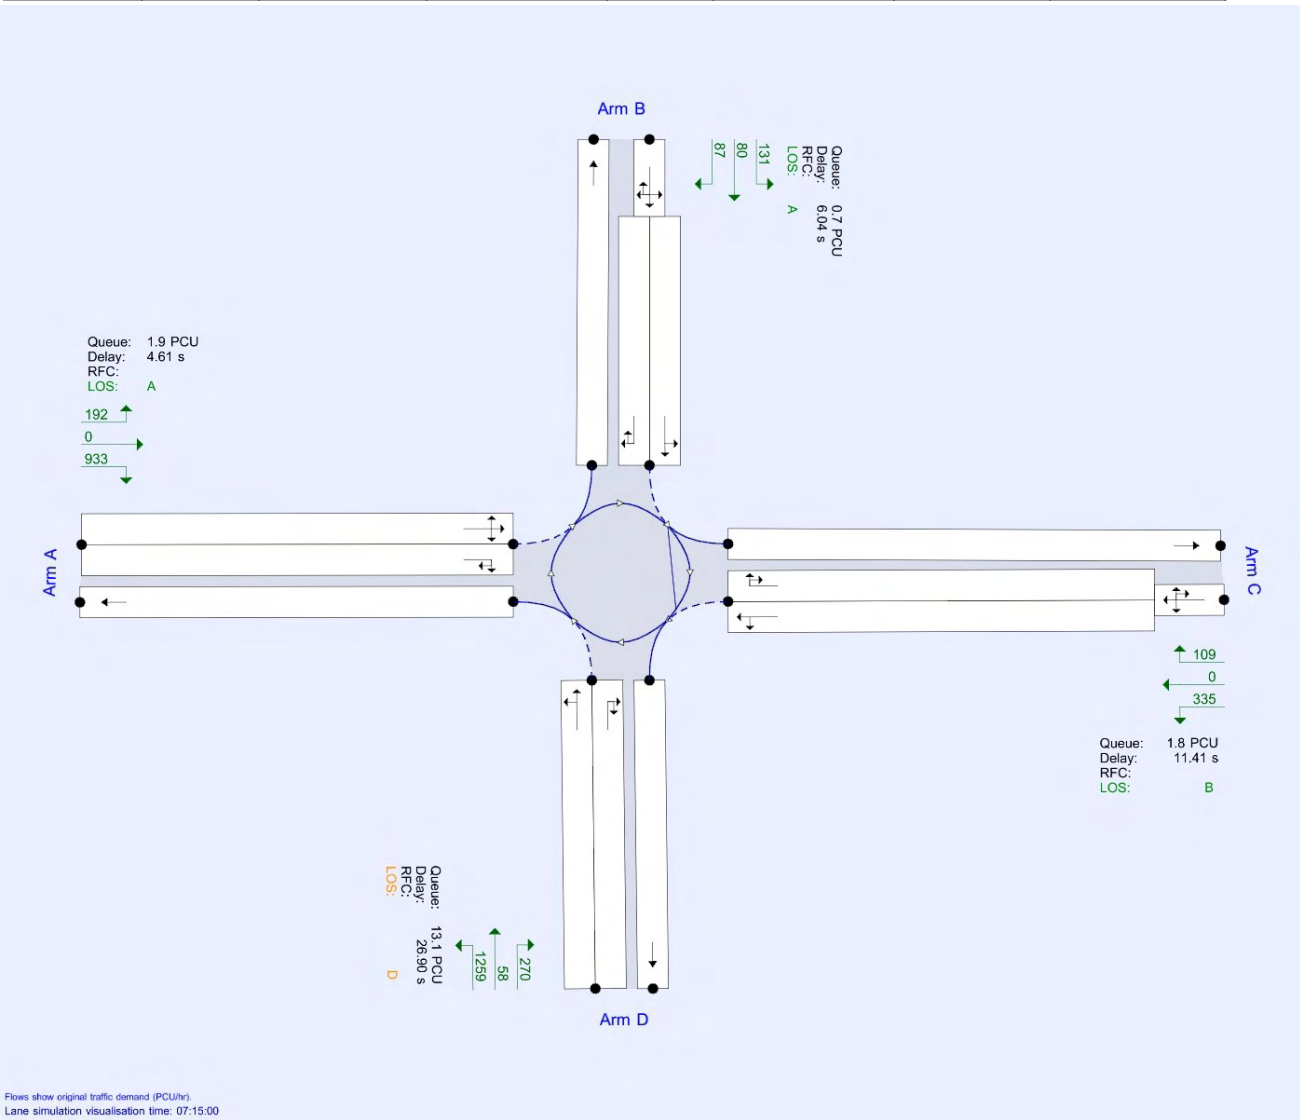 Arm B
87
80
131
Queue: 0.7 PCU
Delay: 6.04 s
RFC:
LOS: A
Queue: 1.9 PCU
Delay: 4.61 s
RFC:
LOS: A
192
0
933
Arm A
Arm C
109
0
335
Queue: 1.8 PCU
Delay: 11.41 s
RFC:
LOS: B
Queue: 13.1 PCU
Delay: 26.90 s
RFC:
LOS: D
1259
58
270
Arm D
Flows show original traffic demand (PCU/hr).
Lane simulation visualisation time: 07:15:00